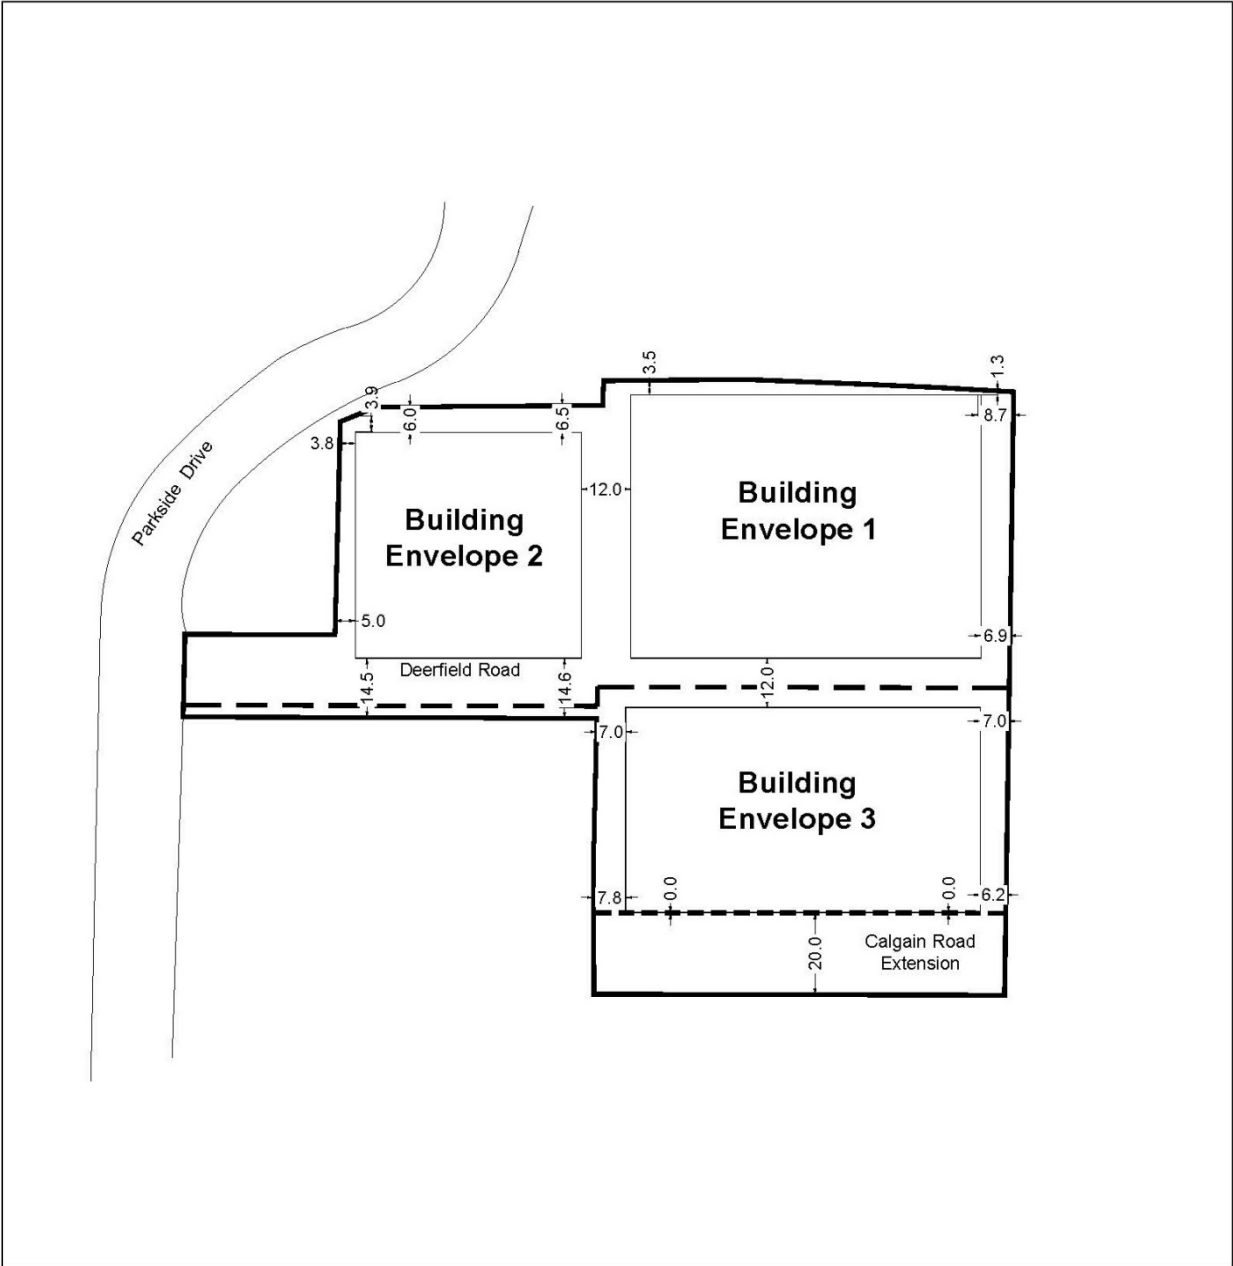 3.5
1.3
3.9
6.0
6.5
8.7
3.8
Parkside Drive
12.0
Building
Envelope 1
Building
Envelope 2
5.0
6.9
Deerfield Road
14.5
14.6
12.0
7.0
7.0
Building
Envelope 3
7.8
0.0
0.0
6.2
20.0
Calgain Road
Extension